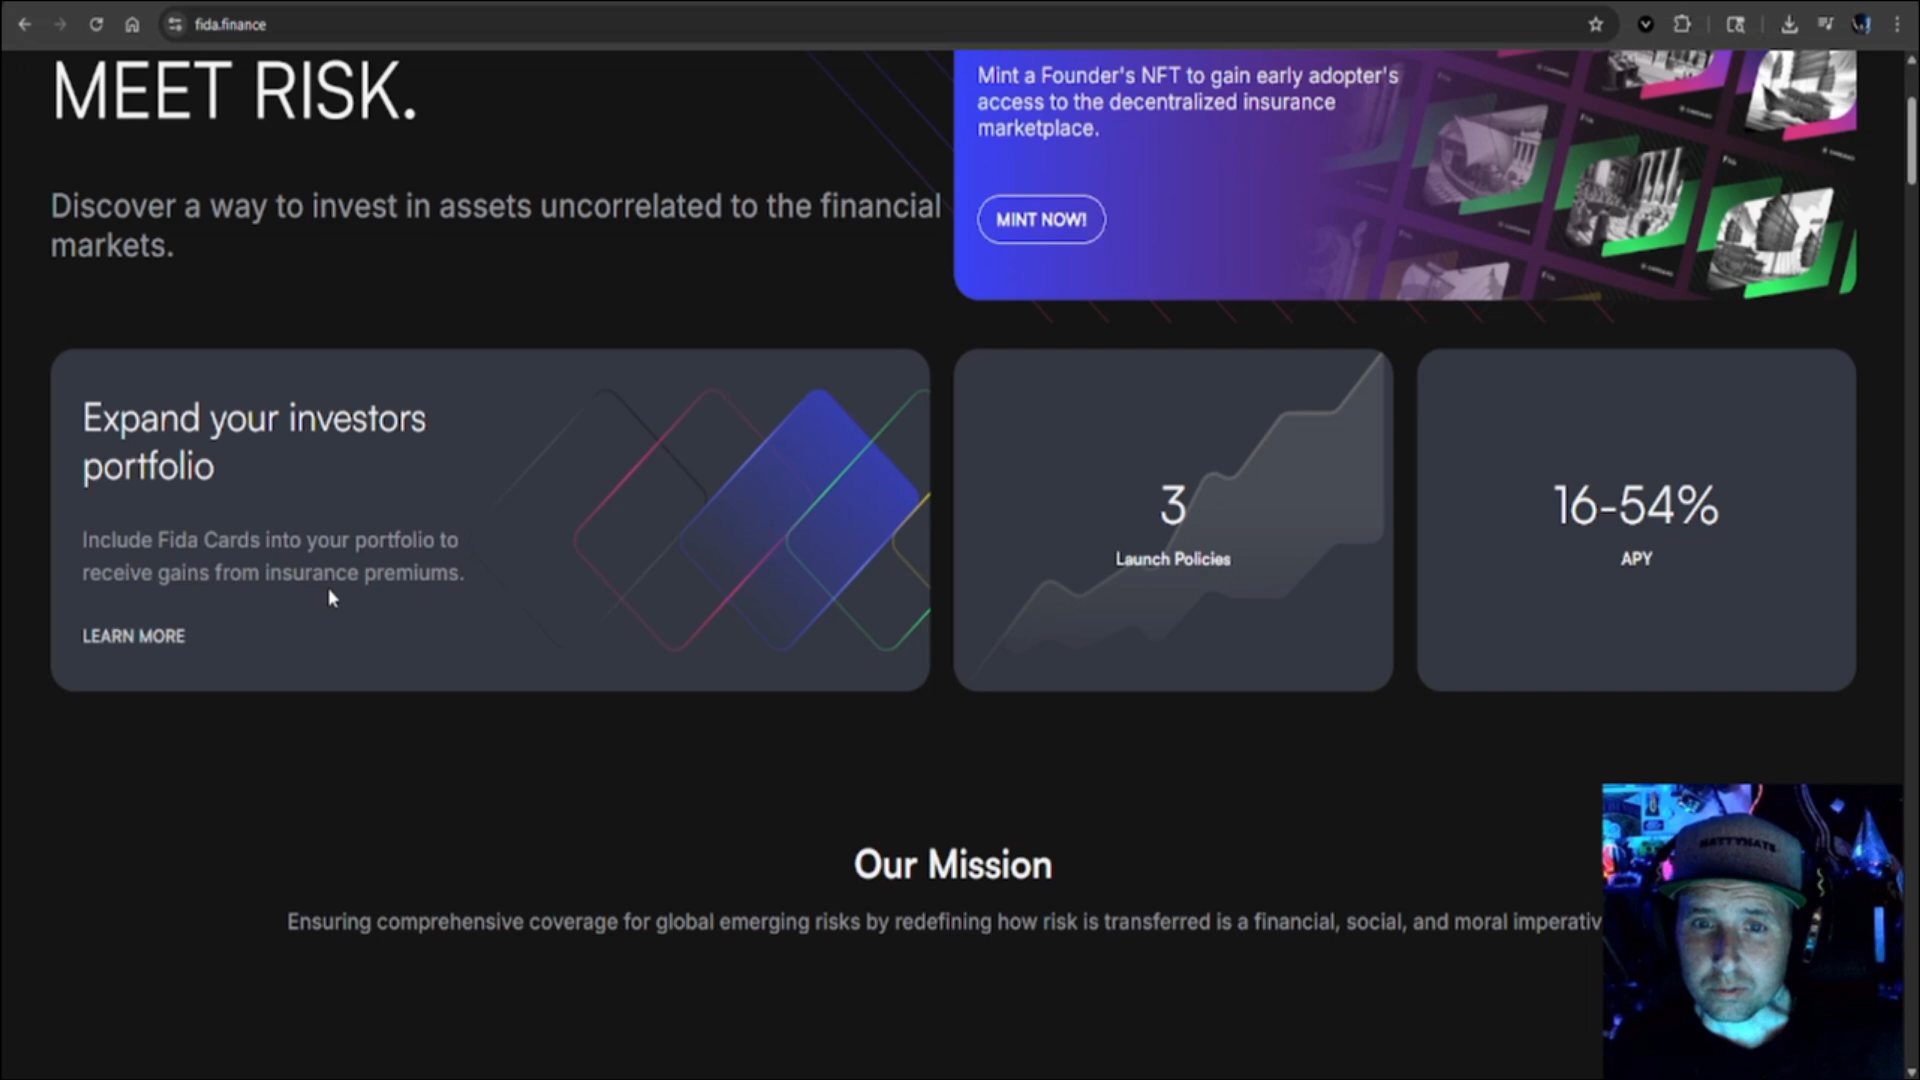 fida.finance
MEET RISK.
Discover a way to invest in assets uncorrelated to the financial
markets.
Mint a Founder's NFT to gain early adopter's
access to the decentralized insurance
marketplace.
MINT NOW!
Expand your investors
portfolio
Include Fida Cards into your portfolio to
receive gains from insurance premiums.
LEARN MORE
3
Launch Policies
16-54%
APY
Our Mission
Ensuring comprehensive coverage for global emerging risks by redefining how risk is transferred is a financial, social, and moral imperativ